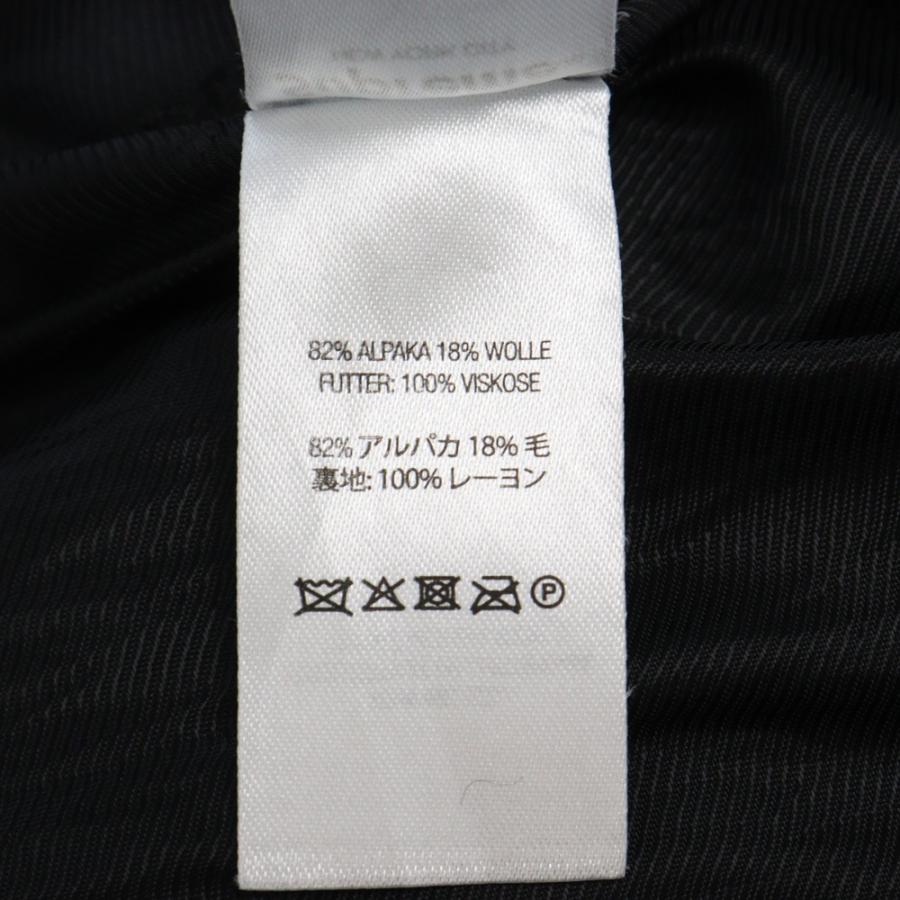 82% ALPAKA 18% WOLLE
FUTTER: 100% VISKOSE
82% アルパカ 18% 毛
裏地: 100% レーヨン
P